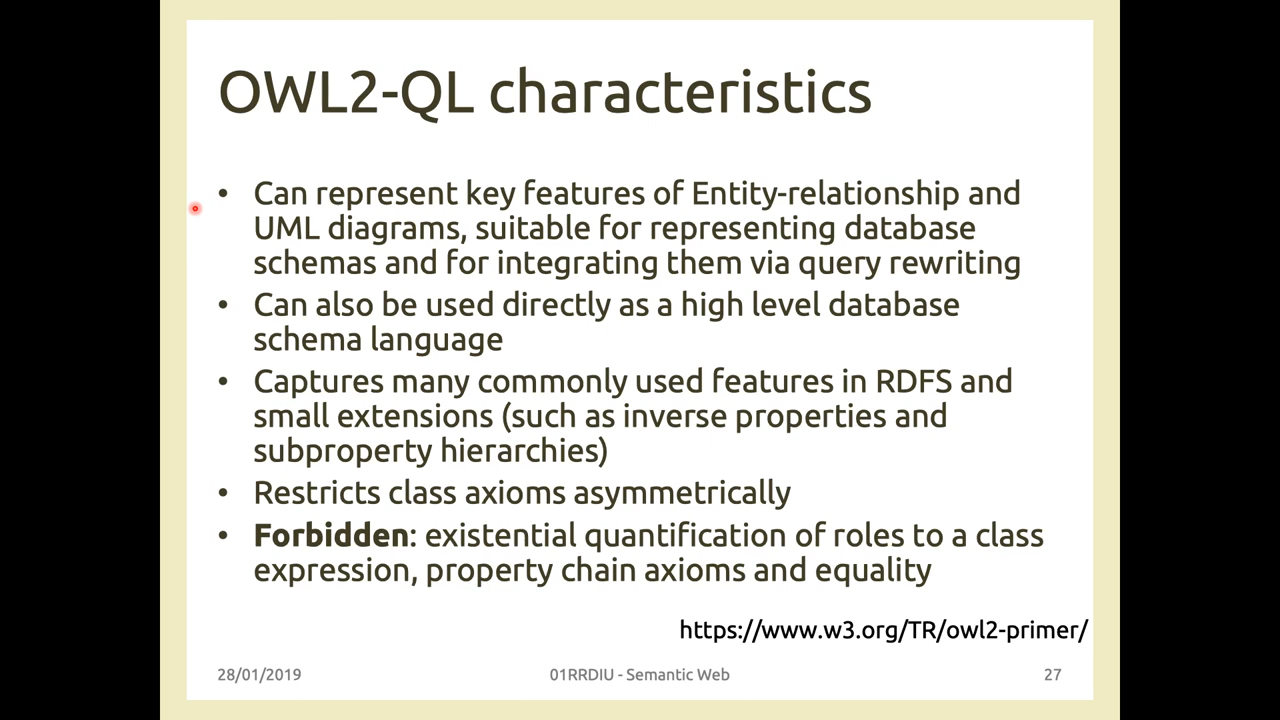 OWL2-QL characteristics
• Can represent key features of Entity-relationship and
UML diagrams, suitable for representing database
schemas and for integrating them via query rewriting
• Can also be used directly as a high level database
schema language
• Captures many commonly used features in RDFS and
small extensions (such as inverse properties and
subproperty hierarchies)
• Restricts class axioms asymmetrically
• Forbidden: existential quantification of roles to a class
expression, property chain axioms and equality
https://www.w3.org/TR/owl2-primer/
28/01/2019 01RRDIU - Semantic Web 27